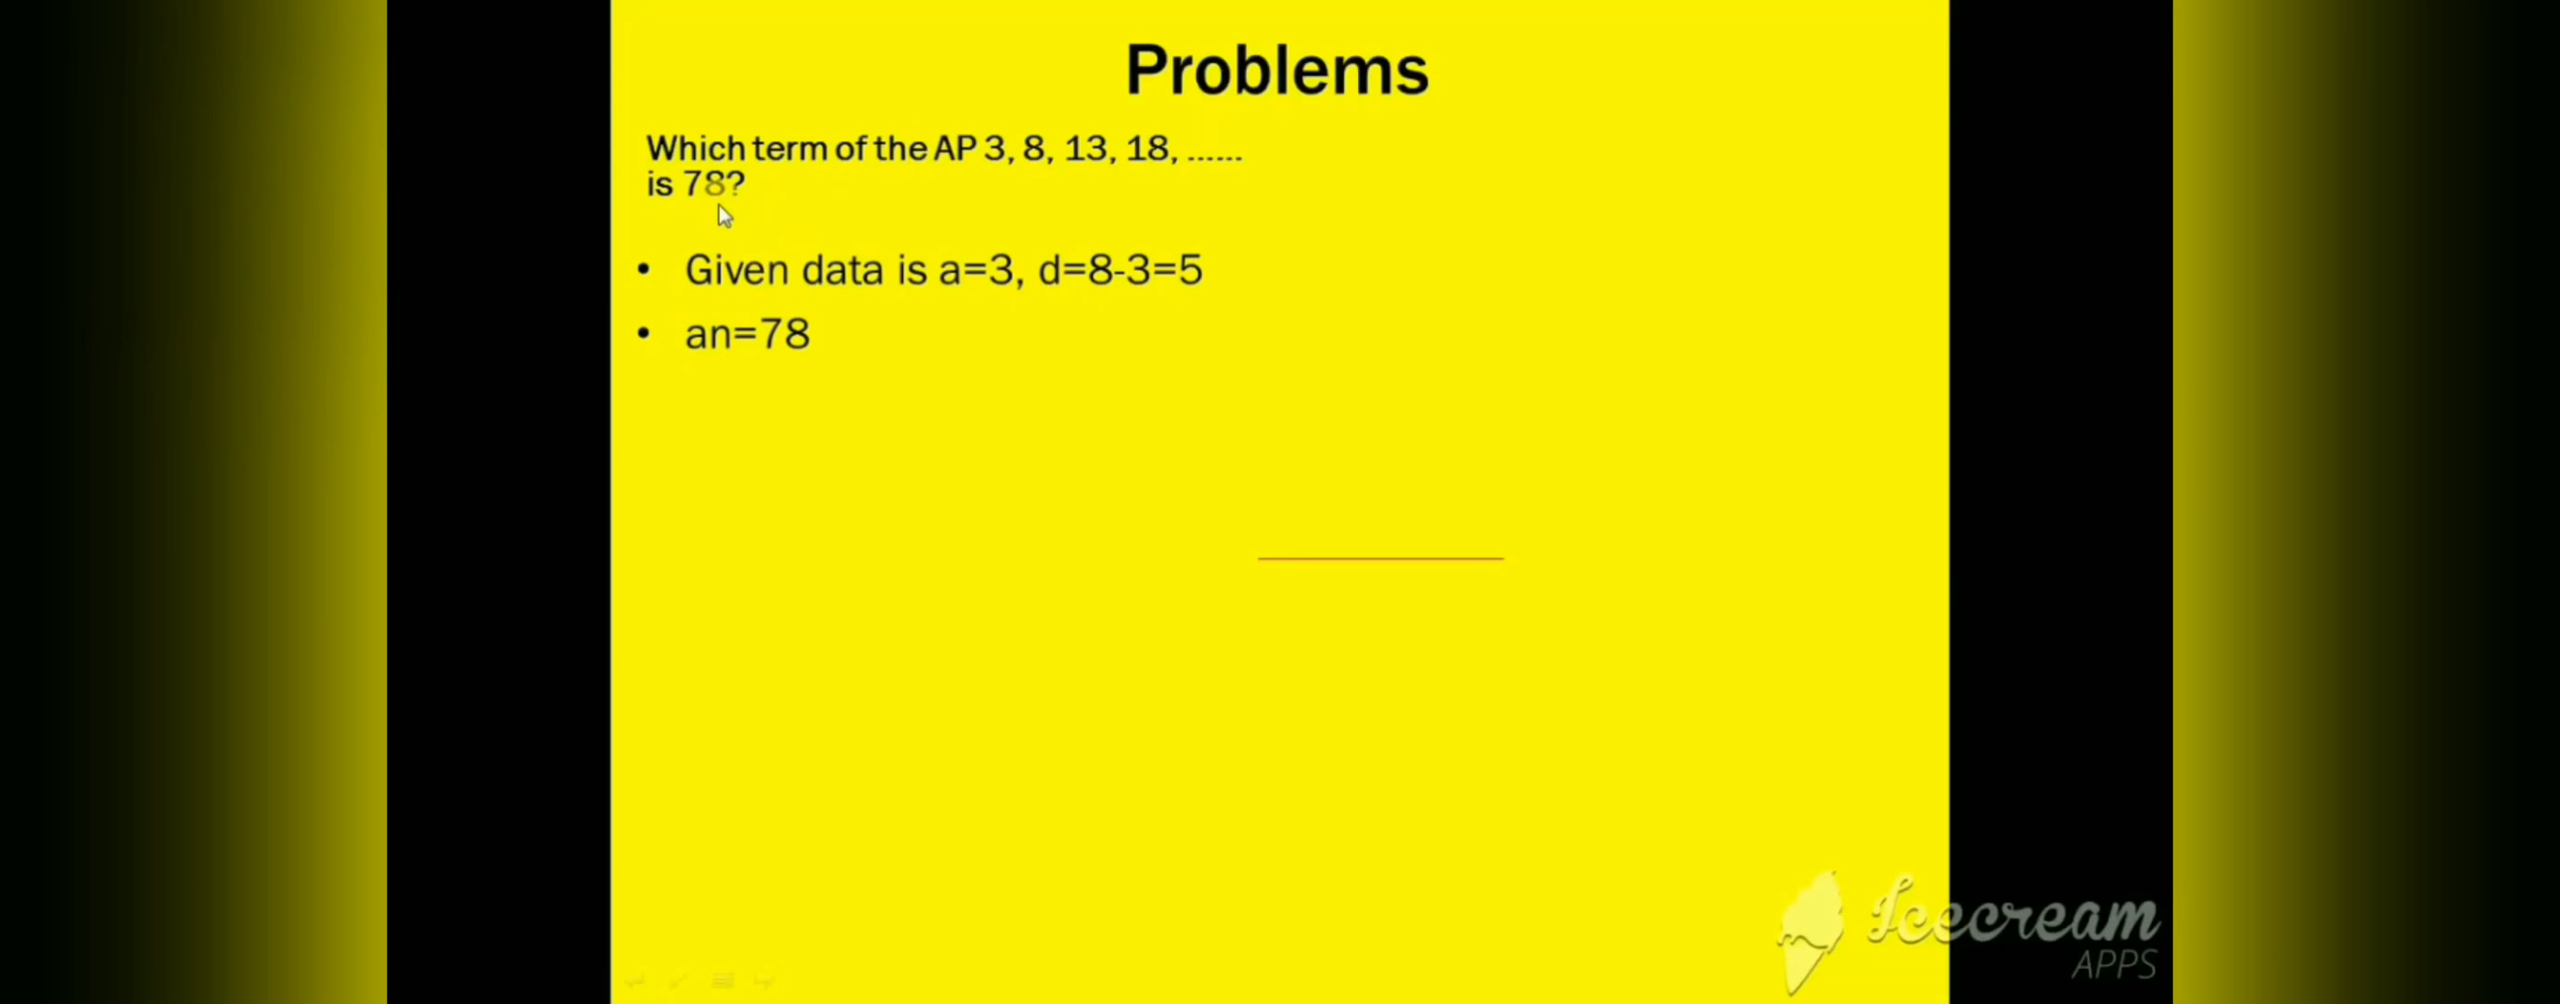 Problems
Which term of the AP 3, 8, 13, 18, ......
is 78?
• Given data is a=3, d=8-3=5
• an=78
Icecream
APPS